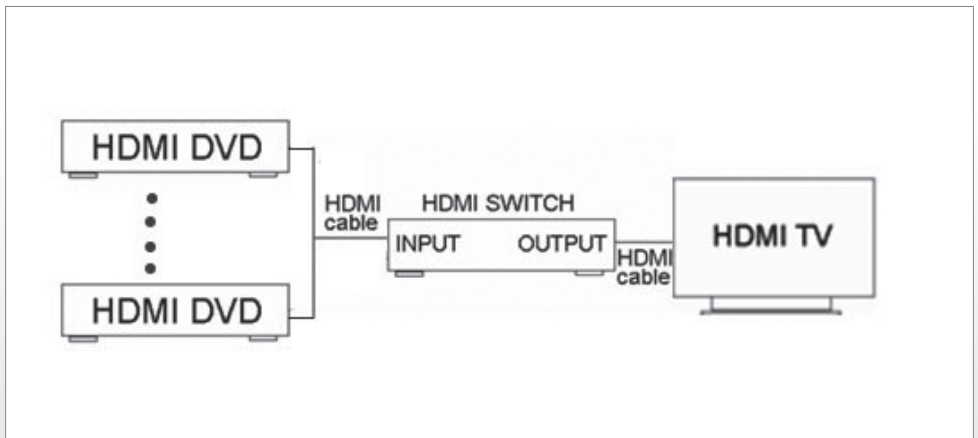 HDMI DVD
HDMI DVD
HDMI
cable
HDMI SWITCH
INPUT OUTPUT
HDMI
cable
HDMI TV